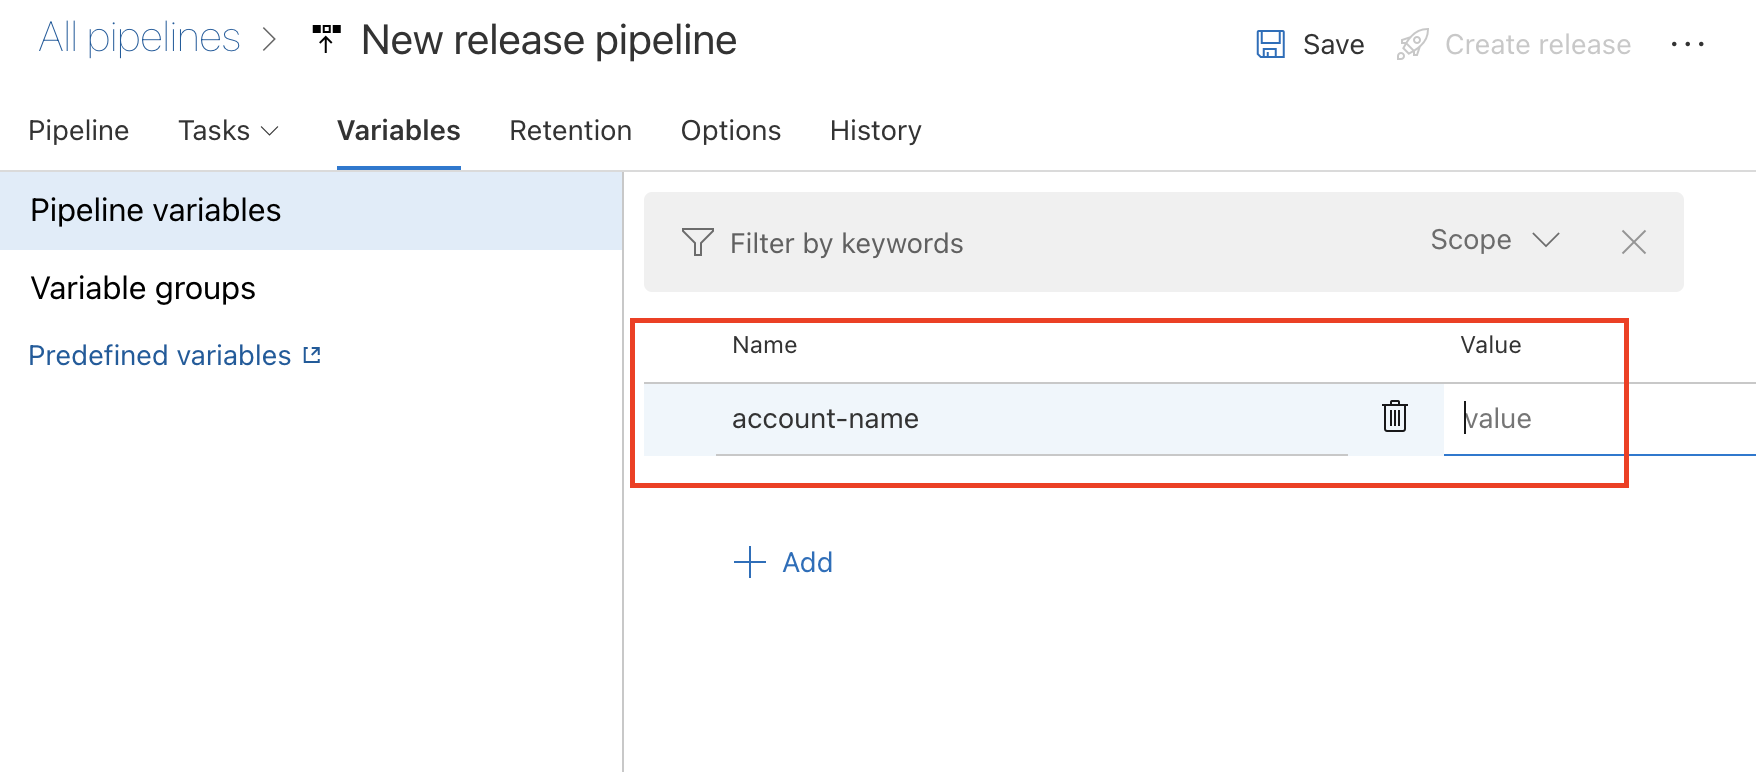 All pipelines > New release pipeline
Save Create release ...
Pipeline Tasks Variables Retention Options History
Pipeline variables
Variable groups
Predefined variables
Filter by keywords Scope
Name Value
account-name value
Add